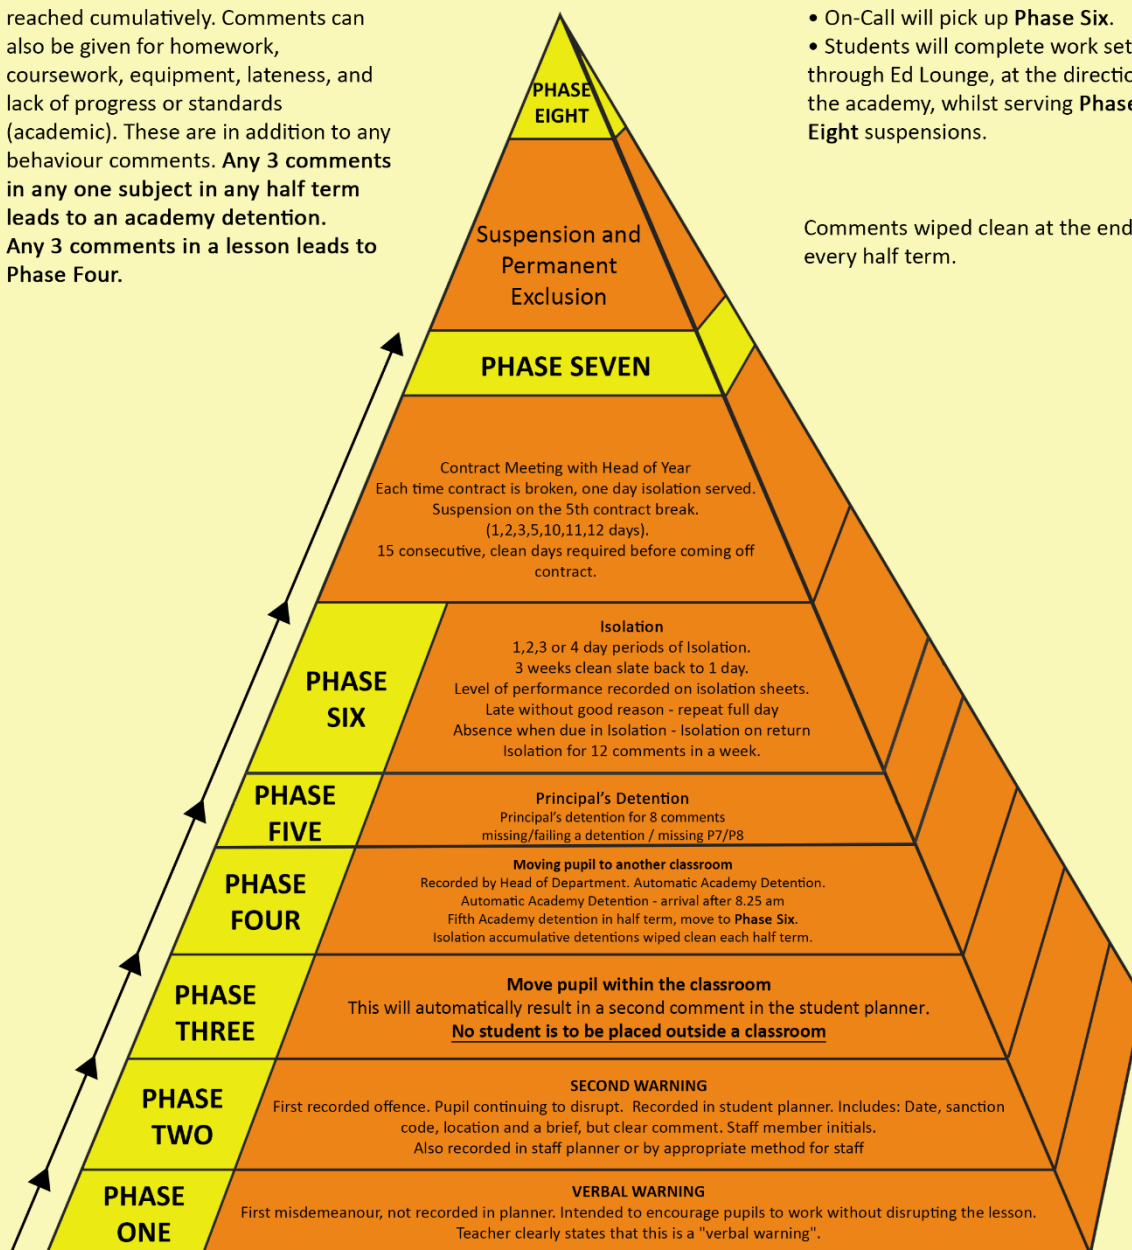 reached cumulatively. Comments can
also be given for homework,
coursework, equipment, lateness, and
lack of progress or standards
(academic). These are in addition to any
behaviour comments. Any 3 comments
in any one subject in any half term
leads to an academy detention.
Any 3 comments in a lesson leads to
Phase Four.
• On-Call will pick up Phase Six.
• Students will complete work set
through Ed Lounge, at the directio
the academy, whilst serving Phase
Eight suspensions.
Comments wiped clean at the end
every half term.
PHASE
EIGHT
Suspension and
Permanent
Exclusion
PHASE SEVEN
Contract Meeting with Head of Year
Each time contract is broken, one day isolation served.
Suspension on the 5th contract break.
(1,2,3,5,10,11,12 days).
15 consecutive, clean days required before coming off
contract.
PHASE
SIX
Isolation
1,2,3 or 4 day periods of Isolation.
3 weeks clean slate back to 1 day.
Level of performance recorded on isolation sheets.
Late without good reason - repeat full day
Absence when due in Isolation - Isolation on return
Isolation for 12 comments in a week.
PHASE
FIVE
Principal's Detention
Principal's detention for 8 comments
missing/failing a detention / missing P7/P8
PHASE
FOUR
Moving pupil to another classroom
Recorded by Head of Department. Automatic Academy Detention.
Automatic Academy Detention - arrival after 8.25 am
Fifth Academy detention in half term, move to Phase Six.
Isolation accumulative detentions wiped clean each half term.
PHASE
THREE
Move pupil within the classroom
This will automatically result in a second comment in the student planner.
No student is to be placed outside a classroom
PHASE
TWO
SECOND WARNING
First recorded offence. Pupil continuing to disrupt. Recorded in student planner. Includes: Date, sanction
code, location and a brief, but clear comment. Staff member initials.
Also recorded in staff planner or by appropriate method for staff
PHASE
ONE
VERBAL WARNING
First misdemeanour, not recorded in planner. Intended to encourage pupils to work without disrupting the lesson.
Teacher clearly states that this is a "verbal warning".